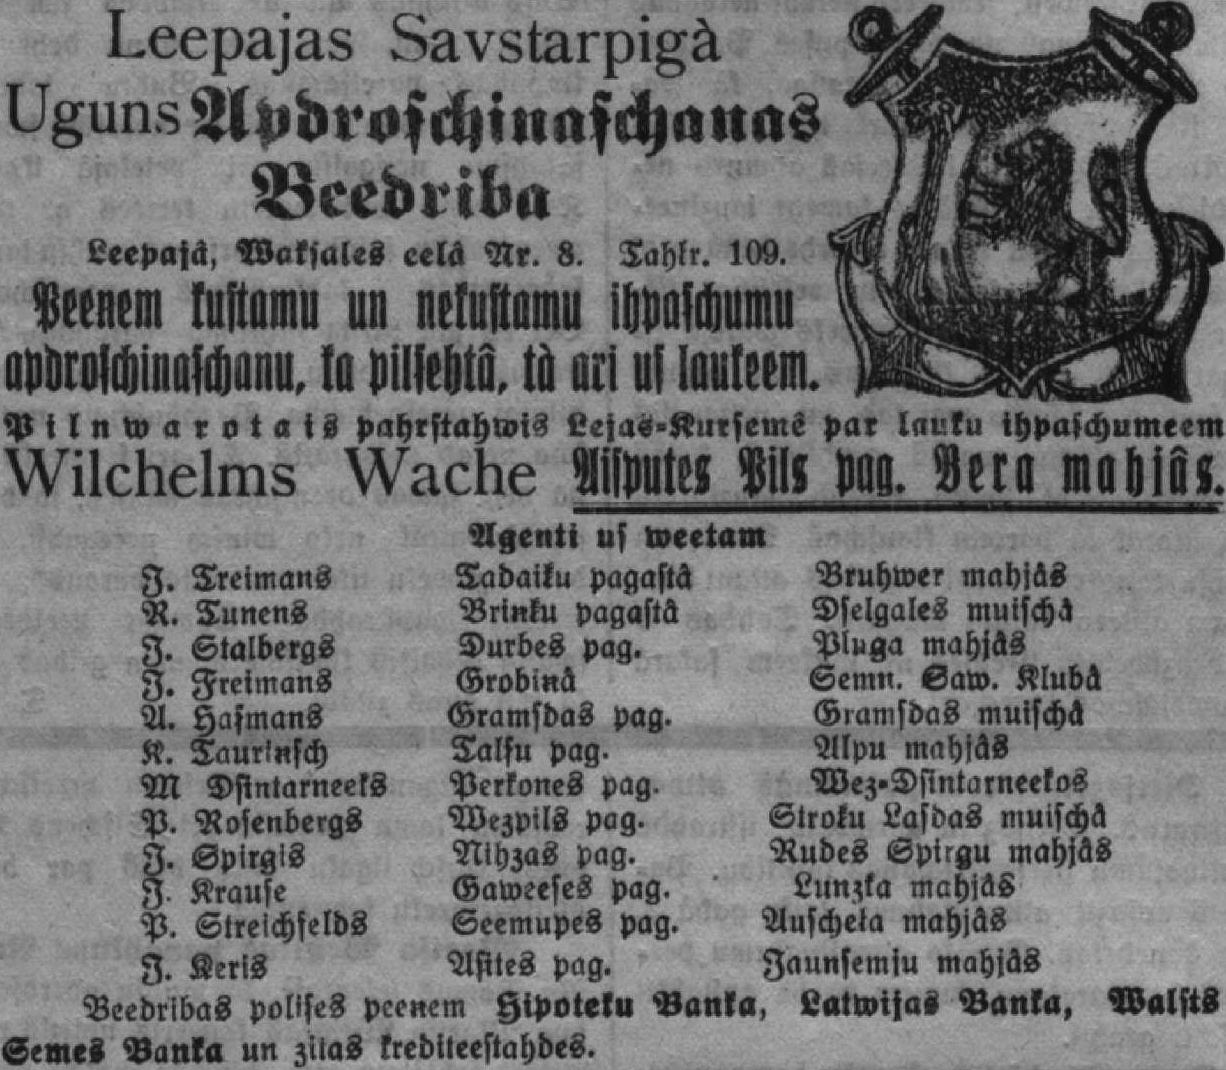 Leepajas Savstarpigà
Uguns Apdroſchinaſchanas
Beedriba
Leepajâ, Wakſales eelâ Nr. 8. Tahlr. 109.
Peenem kuſtamu un nekuſtamu ihpaſchumu
apdroſchinaſchanu, ka pilſehtâ, tà ari uſ laukeem.
Pilnwarotais pahrſtahwis Lejas-Kurſemê par lauku ihpaſchumeem
Wilchelms Wache Aiſputes Pils pag. Vera mahjâs.
Agenti uſ weetam
J. Treimans Tadaiku pagaſtâ Bruhwer mahjâs
R. Tunens Brinku pagaſtâ Dſelgales muiſchâ
J. Stalbergs Durbes pag. Pluga mahjâs
J. Freimans Grobinâ Semn. Saw. Klubâ
A. Haſmans Gramſdas pag. Gramſdas muiſchâ
K. Taurinſch Talſu pag. Alpu mahjâs
M Dſintarneeks Perkones pag. Wez-Dſintarneekos
P. Roſenbergs Wezpils pag. Stroku Laſdas muiſchâ
J. Spirgis Nihzas pag. Rudes Spirgu mahjâs
J. Krauſe Gaweeſes pag. Lunzka mahjâs
P. Streichfelds Seemupes pag. Auſcheka mahjâs
J. Keris Aſites pag. Jaunſemju mahjâs
Beedribas poliſes peenem Hipoteku Banka, Latwijas Banka, Walſts
Semes Banka un zitas krediteeſtahdes.